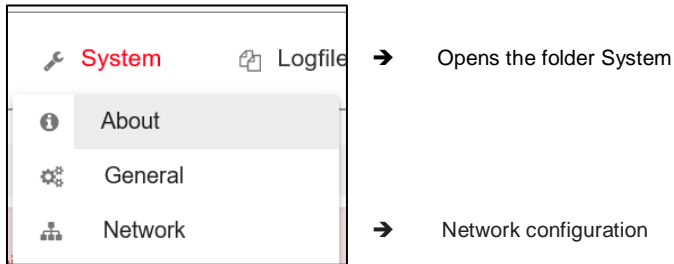 System Logfile ➔ Opens the folder System
About
General
Network ➔ Network configuration